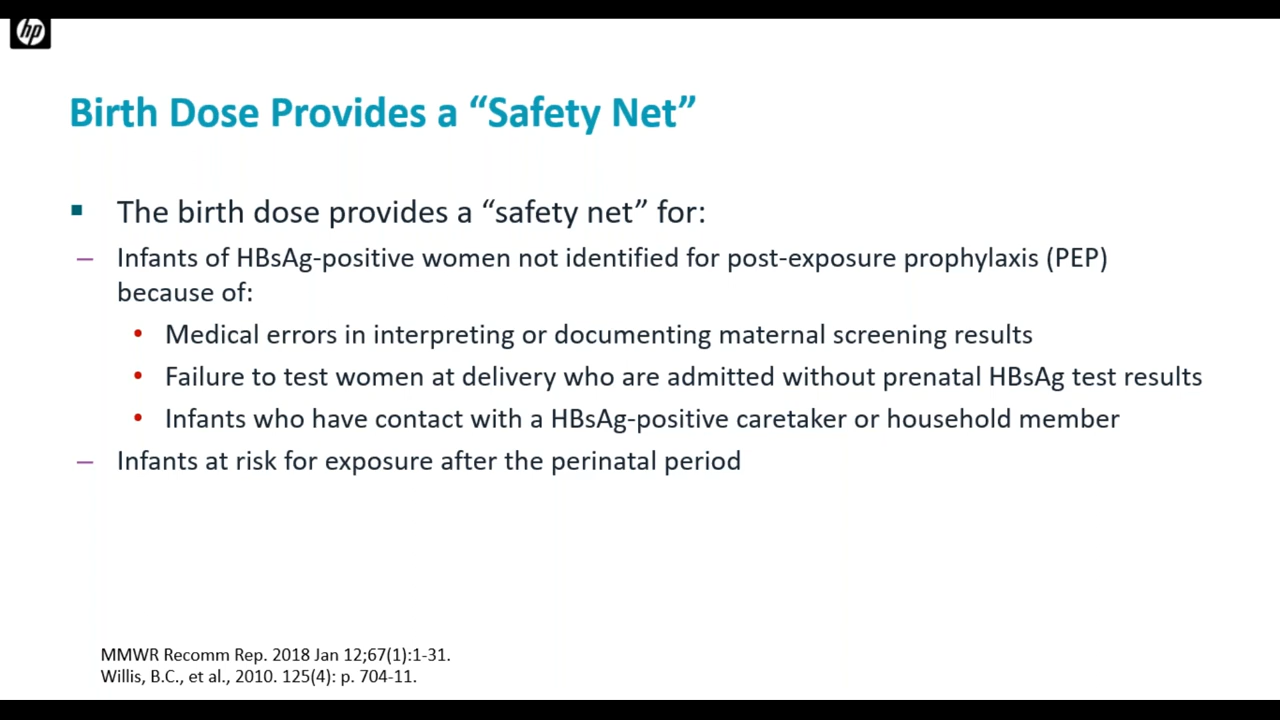 hp
Birth Dose Provides a “Safety Net”
▪ The birth dose provides a “safety net” for:
– Infants of HBsAg-positive women not identified for post-exposure prophylaxis (PEP)
because of:
• Medical errors in interpreting or documenting maternal screening results
• Failure to test women at delivery who are admitted without prenatal HBsAg test results
• Infants who have contact with a HBsAg-positive caretaker or household member
– Infants at risk for exposure after the perinatal period
MMWR Recomm Rep. 2018 Jan 12;67(1):1-31.
Willis, B.C., et al., 2010. 125(4): p. 704-11.